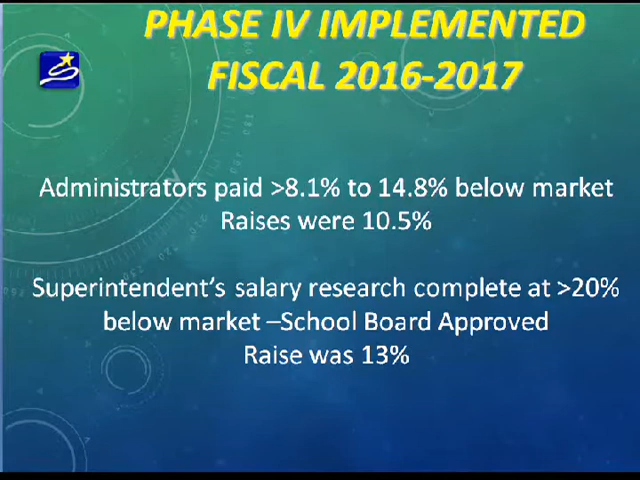 PHASE IV IMPLEMENTED
FISCAL 2016-2017
Administrators paid >8.1% to 14.8% below market
Raises were 10.5%
Superintendent's salary research complete at >20%
below market –School Board Approved
Raise was 13%